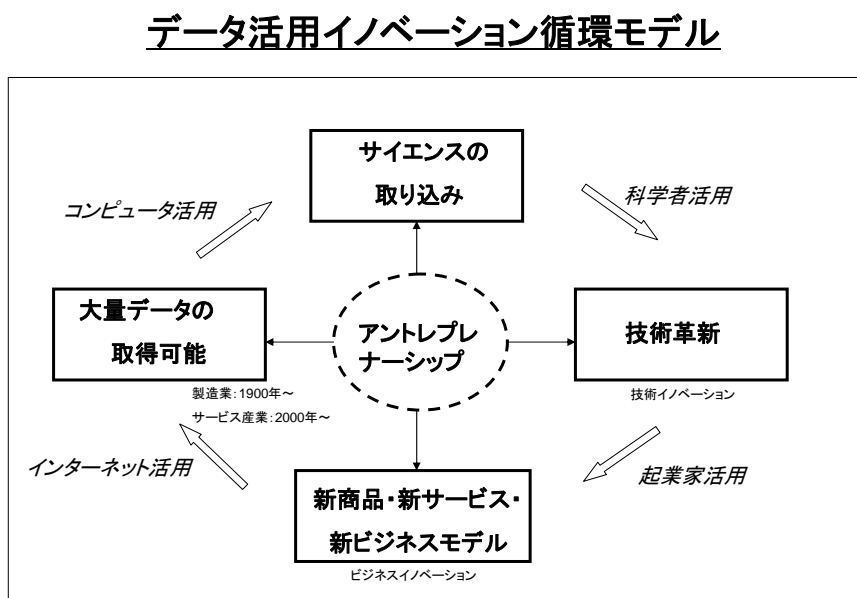 データ活用イノベーション循環モデル
サイエンスの
取り込み
コンピュータ活用
科学者活用
大量データの
取得可能
アントレプレ
ナーシップ
技術革新
製造業:1900年~
サービス産業:2000年~
技術イノベーション
インターネット活用
起業家活用
新商品・新サービス・
新ビジネスモデル
ビジネスイノベーション